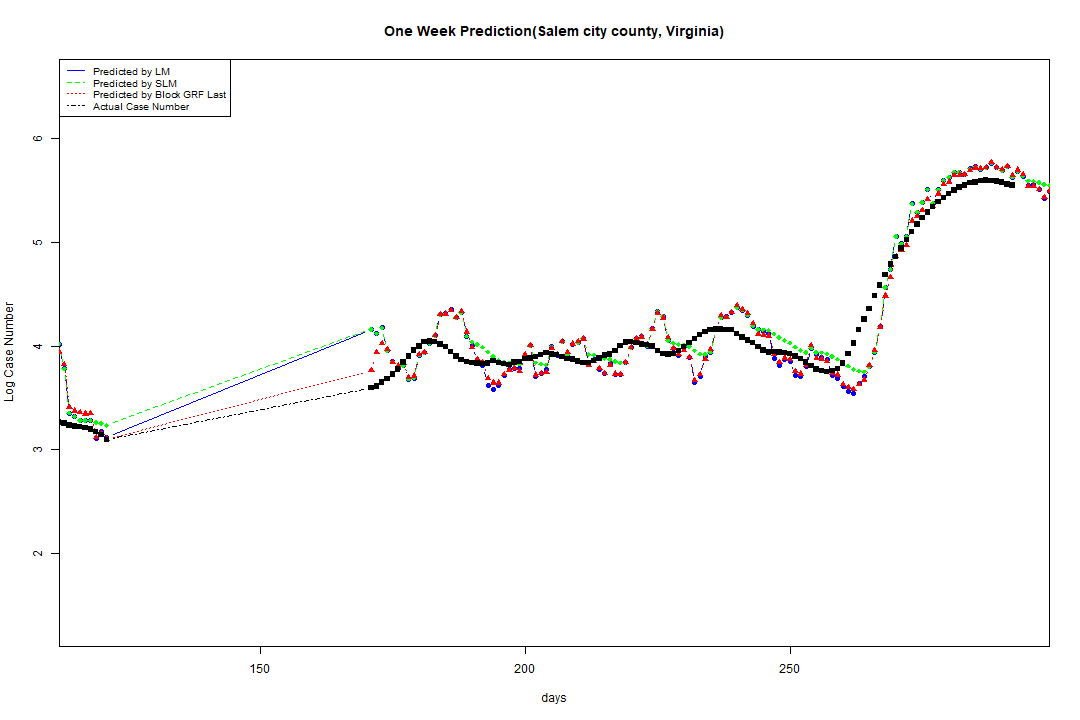 One Week Prediction(Salem city county, Virginia)
Predicted by LM
Predicted by SLM
Predicted by Block GRF Last
Actual Case Number
6
5
4
3
2
Log Case Number
150
200
250
days